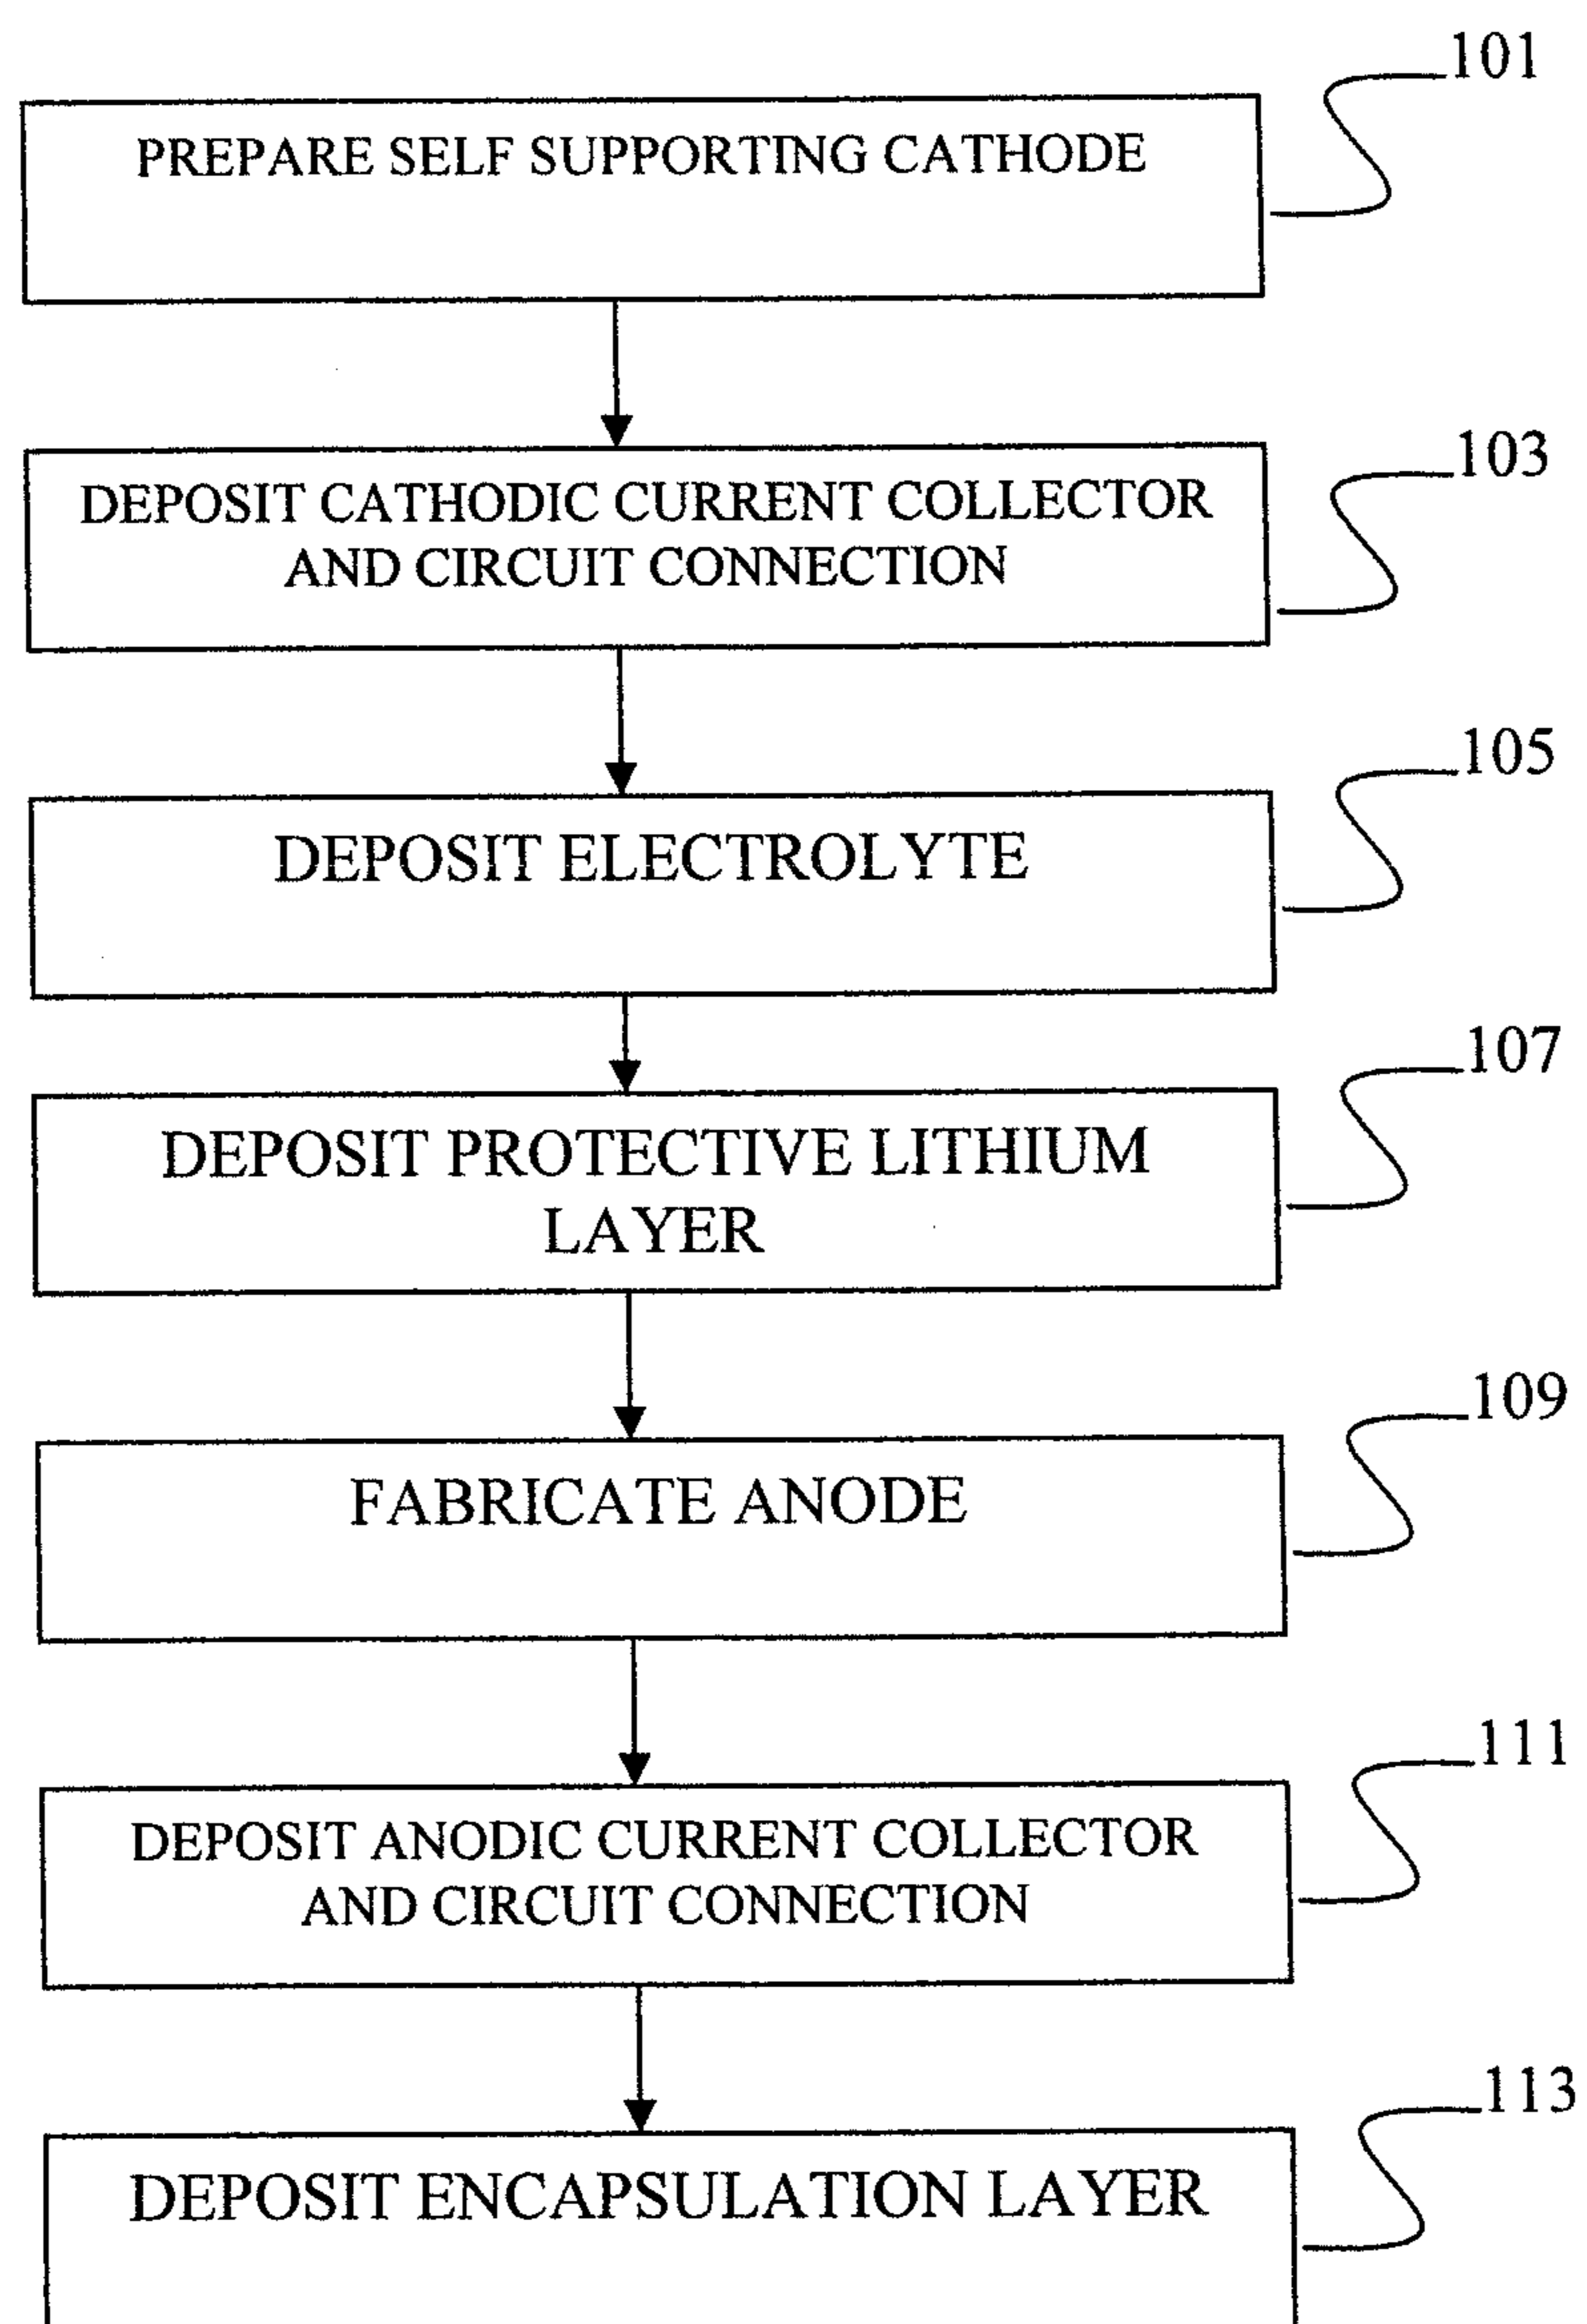 101
PREPARE SELF SUPPORTING CATHODE
103
DEPOSIT CATHODIC CURRENT COLLECTOR
AND CIRCUIT CONNECTION
105
DEPOSIT ELECTROLYTE
107
DEPOSIT PROTECTIVE LITHIUM
LAYER
109
FABRICATE ANODE
111
DEPOSIT ANODIC CURRENT COLLECTOR
AND CIRCUIT CONNECTION
113
DEPOSIT ENCAPSULATION LAYER